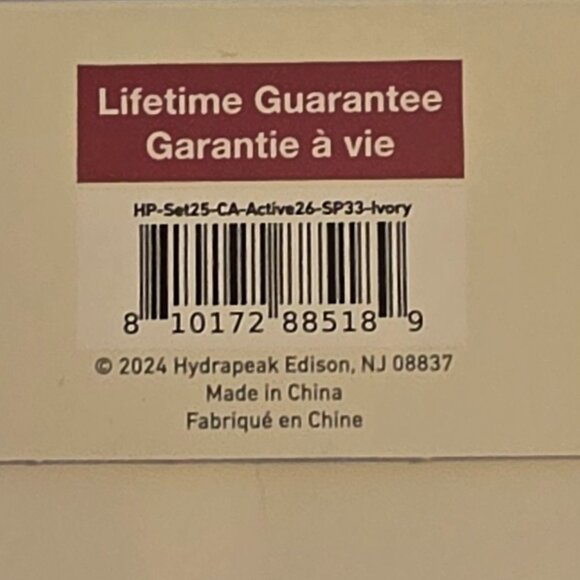 Lifetime Guarantee
Garantie à vie
HP-Set25-CA-Active26-SP33-Ivory
8 10172 88518 9
© 2024 Hydrapeak Edison, NJ 08837
Made in China
Fabriqué en Chine